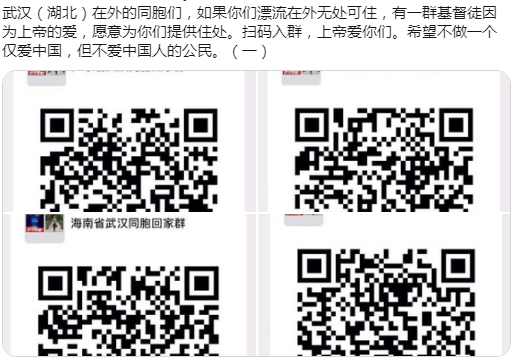 武汉（湖北）在外的同胞们，如果你们漂流在外无处可住，有一群基督徒因
为上帝的爱，愿意为你们提供住处。扫码入群，上帝爱你们。希望不做一个
仅爱中国，但不爱中国人的公民。（一）
海南省武汉同胞回家群